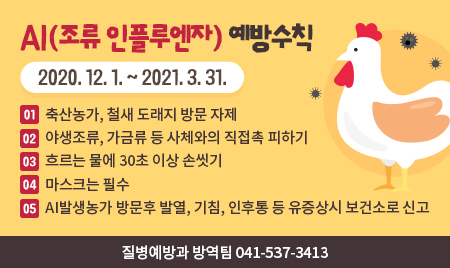 AI(조류 인플루엔자) 예방수칙
2020. 12. 1. ~ 2021. 3. 31.
01 축산농가, 철새 도래지 방문 자제
02 야생조류, 가금류 등 사체와의 직접촉 피하기
03 흐르는 물에 30초 이상 손씻기
04 마스크는 필수
05 AI발생농가 방문후 발열, 기침, 인후통 등 유증상시 보건소로 신고
질병예방과 방역팀 041-537-3413